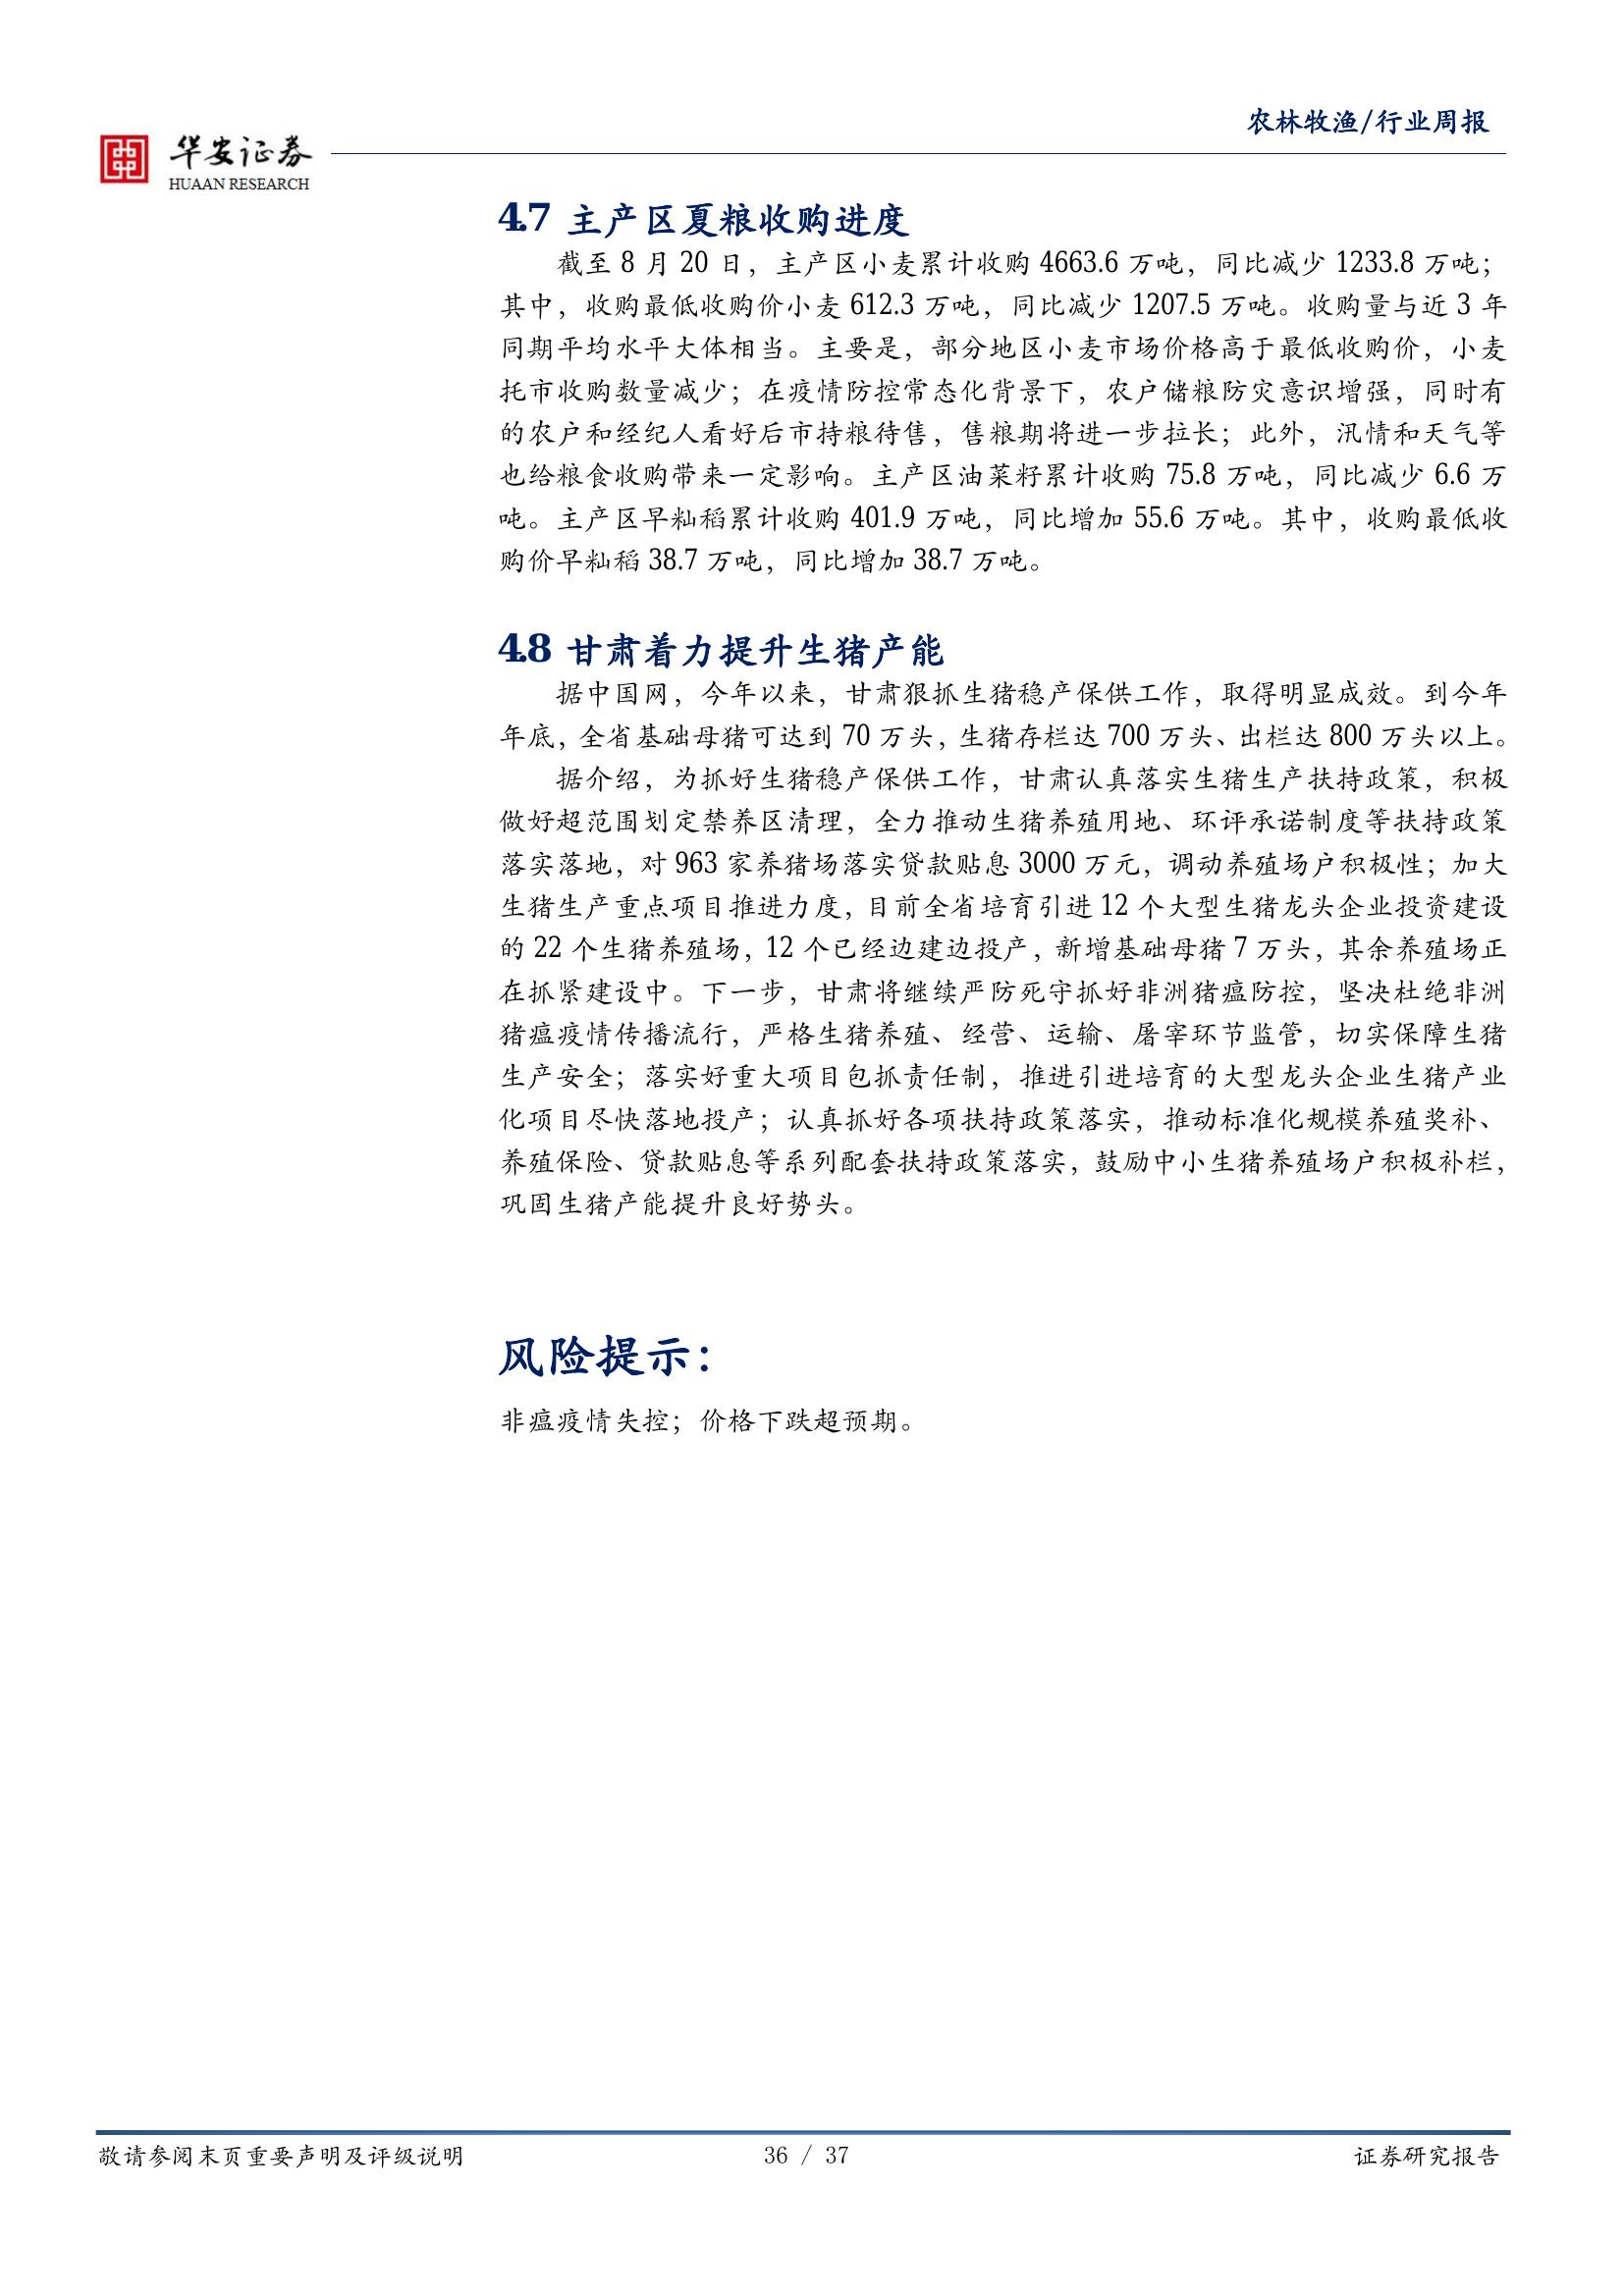 农林牧渔/行业周报
华安证券
HUAAN RESEARCH
4.7 主产区夏粮收购进度
截至 8 月 20 日，主产区小麦累计收购 4663.6 万吨，同比减少 1233.8 万吨；
其中，收购最低收购价小麦 612.3 万吨，同比减少 1207.5 万吨。收购量与近 3 年
同期平均水平大体相当。主要是，部分地区小麦市场价格高于最低收购价，小麦
托市收购数量减少；在疫情防控常态化背景下，农户储粮防灾意识增强，同时有
的农户和经纪人看好后市持粮待售，售粮期将进一步拉长；此外，汛情和天气等
也给粮食收购带来一定影响。主产区油菜籽累计收购 75.8 万吨，同比减少 6.6 万
吨。主产区早籼稻累计收购 401.9 万吨，同比增加 55.6 万吨。其中，收购最低收
购价早籼稻 38.7 万吨，同比增加 38.7 万吨。
4.8 甘肃着力提升生猪产能
据中国网，今年以来，甘肃狠抓生猪稳产保供工作，取得明显成效。到今年
年底，全省基础母猪可达到 70 万头，生猪存栏达 700 万头、出栏达 800 万头以上。
据介绍，为抓好生猪稳产保供工作，甘肃认真落实生猪生产扶持政策，积极
做好超范围划定禁养区清理，全力推动生猪养殖用地、环评承诺制度等扶持政策
落实落地，对 963 家养猪场落实贷款贴息 3000 万元，调动养殖场户积极性；加大
生猪生产重点项目推进力度，目前全省培育引进 12 个大型生猪龙头企业投资建设
的 22 个生猪养殖场，12 个已经边建边投产，新增基础母猪 7 万头，其余养殖场正
在抓紧建设中。下一步，甘肃将继续严防死守抓好非洲猪瘟防控，坚决杜绝非洲
猪瘟疫情传播流行，严格生猪养殖、经营、运输、屠宰环节监管，切实保障生猪
生产安全；落实好重大项目包抓责任制，推进引进培育的大型龙头企业生猪产业
化项目尽快落地投产；认真抓好各项扶持政策落实，推动标准化规模养殖奖补、
养殖保险、贷款贴息等系列配套扶持政策落实，鼓励中小生猪养殖场户积极补栏，
巩固生猪产能提升良好势头。
风险提示：
非瘟疫情失控；价格下跌超预期。
敬请参阅末页重要声明及评级说明
36 / 37
证券研究报告